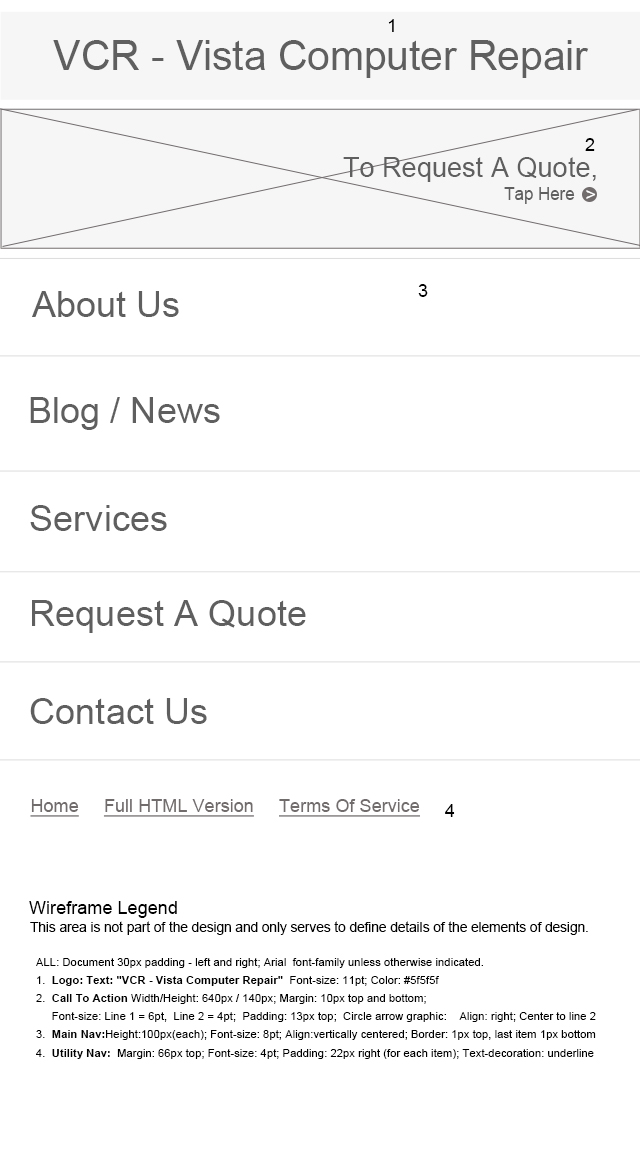 1
VCR - Vista Computer Repair
2
To Request A Quote,
Tap Here
3
About Us
Blog / News
Services
Request A Quote
Contact Us
Home Full HTML Version Terms Of Service 4
Wireframe Legend
This area is not part of the design and only serves to define details of the elements of design.
ALL: Document 30px padding - left and right; Arial font-family unless otherwise indicated.
1. Logo: Text: "VCR - Vista Computer Repair" Font-size: 11pt; Color: #5f5f5f
2. Call To Action Width/Height: 640px / 140px; Margin: 10px top and bottom;
Font-size: Line 1 = 6pt, Line 2 = 4pt; Padding: 13px top; Circle arrow graphic: Align: right; Center to line 2
3. Main Nav:Height:100px(each); Font-size: 8pt; Align:vertically centered; Border: 1px top, last item 1px bottom
4. Utility Nav: Margin: 66px top; Font-size: 4pt; Padding: 22px right (for each item); Text-decoration: underline